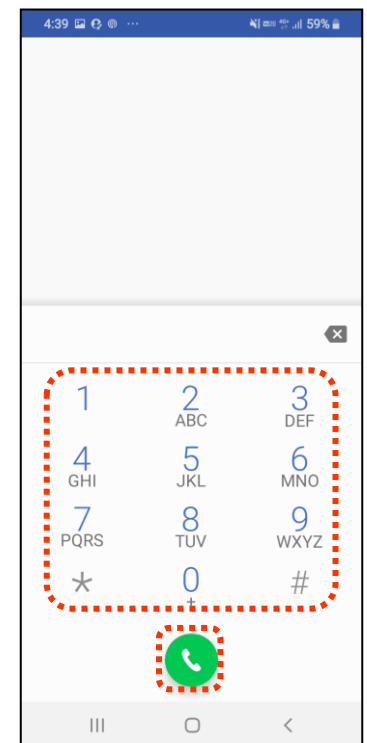 4:39 59%
1 2 3
ABC DEF
4 5 6
GHI JKL MNO
7 8 9
PQRS TUV WXYZ
* 0 #
+